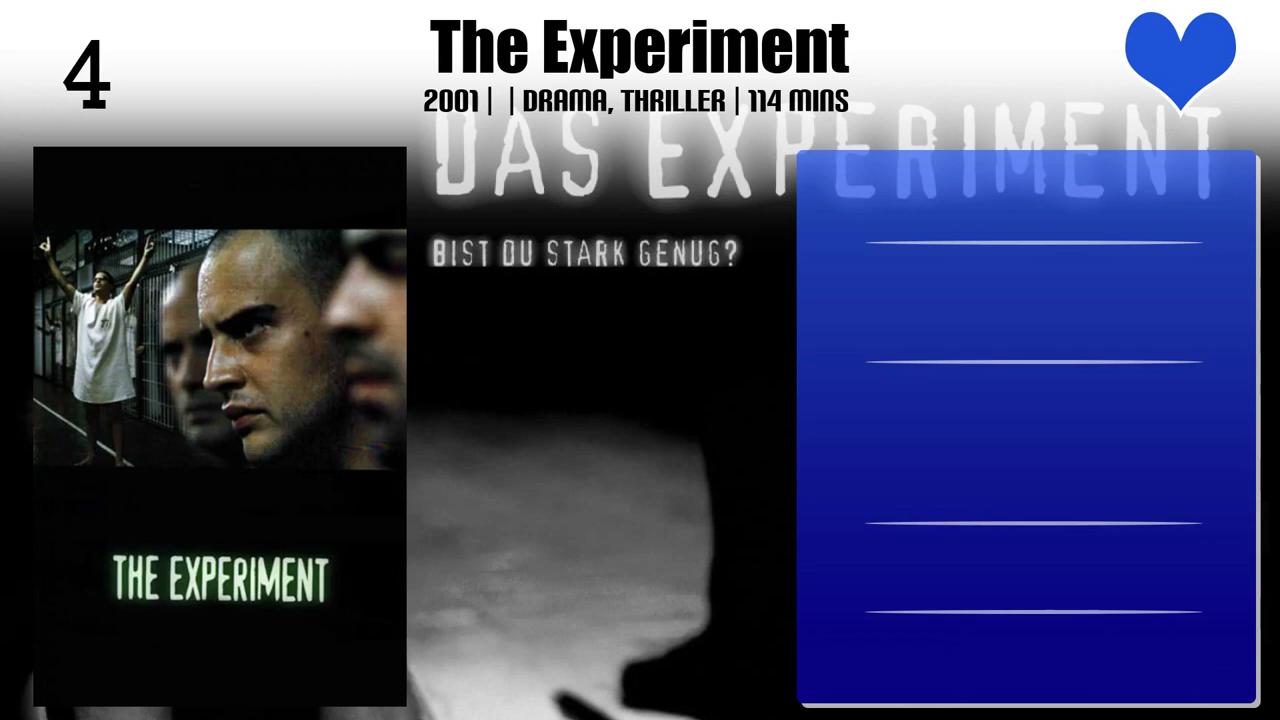 4
The Experiment
2001 | | DRAMA, THRILLER | 114 MINS
DAS EXPERIMENT
BIST DU STARK GENUG?
THE EXPERIMENT